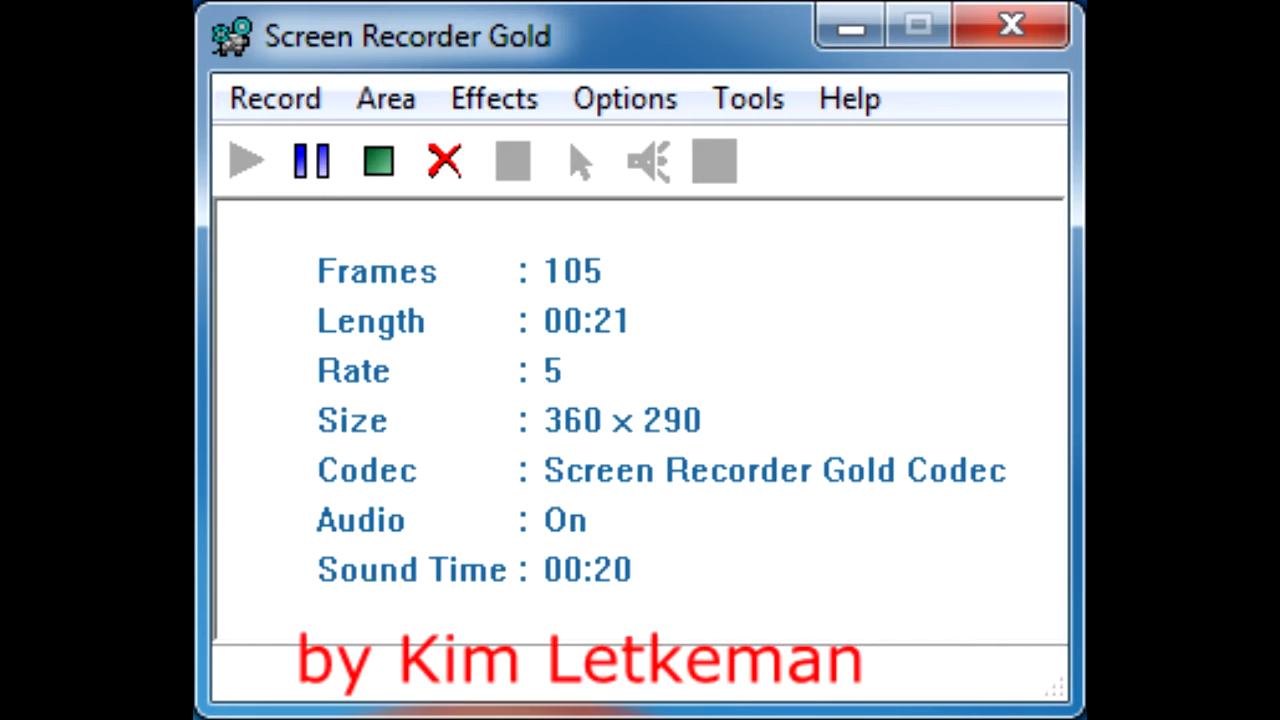 Screen Recorder Gold
Record Area Effects Options Tools Help
Frames : 105
Length : 00:21
Rate : 5
Size : 360 x 290
Codec : Screen Recorder Gold Codec
Audio : On
Sound Time : 00:20
by Kim Letkeman